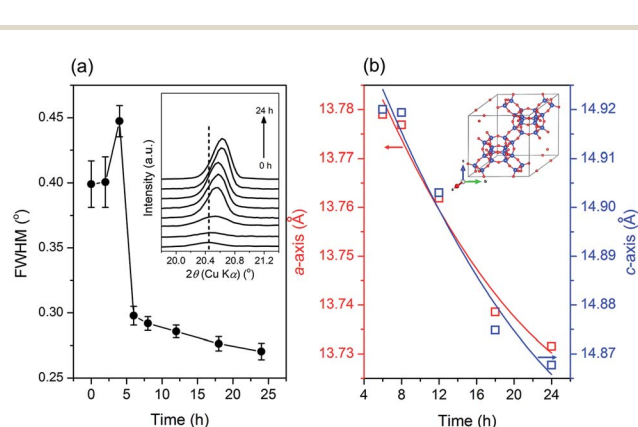 (a)
FWHM (°)
0.45
0.40
0.35
0.30
0.25
0 5 10 15 20 25
Time (h)
Intensity (a.u.)
24 h
0 h
20.0 20.4 20.8 21.2
2θ (Cu Kα) (°)
(b)
a-axis (Å)
13.78
13.77
13.76
13.75
13.74
13.73
4 8 12 16 20 24
Time (h)
14.92
14.91
14.90
14.89
14.88
14.87
c-axis (Å)